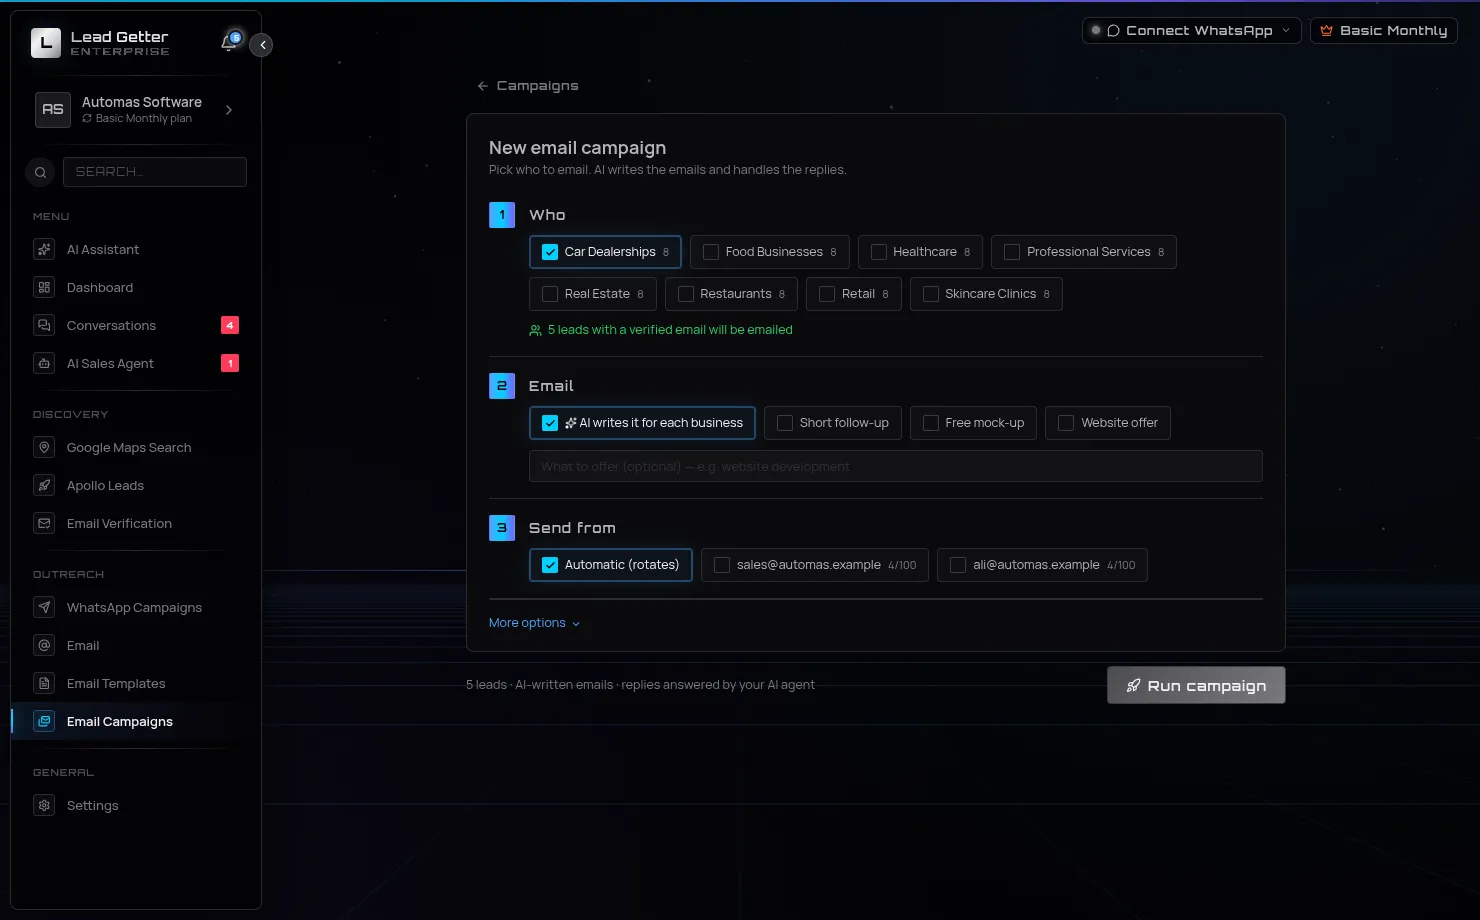 L
Lead Getter
ENTERPRISE
5
Connect WhatsApp
Basic Monthly
AS
Automas Software
Basic Monthly plan
SEARCH...
MENU
AI Assistant
Dashboard
Conversations 4
AI Sales Agent 1
DISCOVERY
Google Maps Search
Apollo Leads
Email Verification
OUTREACH
WhatsApp Campaigns
Email
Email Templates
Email Campaigns
GENERAL
Settings
Campaigns
New email campaign
Pick who to email. AI writes the emails and handles the replies.
1 Who
Car Dealerships 8 Food Businesses 8 Healthcare 8 Professional Services 8
Real Estate 8 Restaurants 8 Retail 8 Skincare Clinics 8
5 leads with a verified email will be emailed
2 Email
AI writes it for each business Short follow-up Free mock-up Website offer
What to offer (optional) — e.g. website development
3 Send from
Automatic (rotates) sales@automas.example 4/100 ali@automas.example 4/100
More options
5 leads · AI-written emails · replies answered by your AI agent
Run campaign